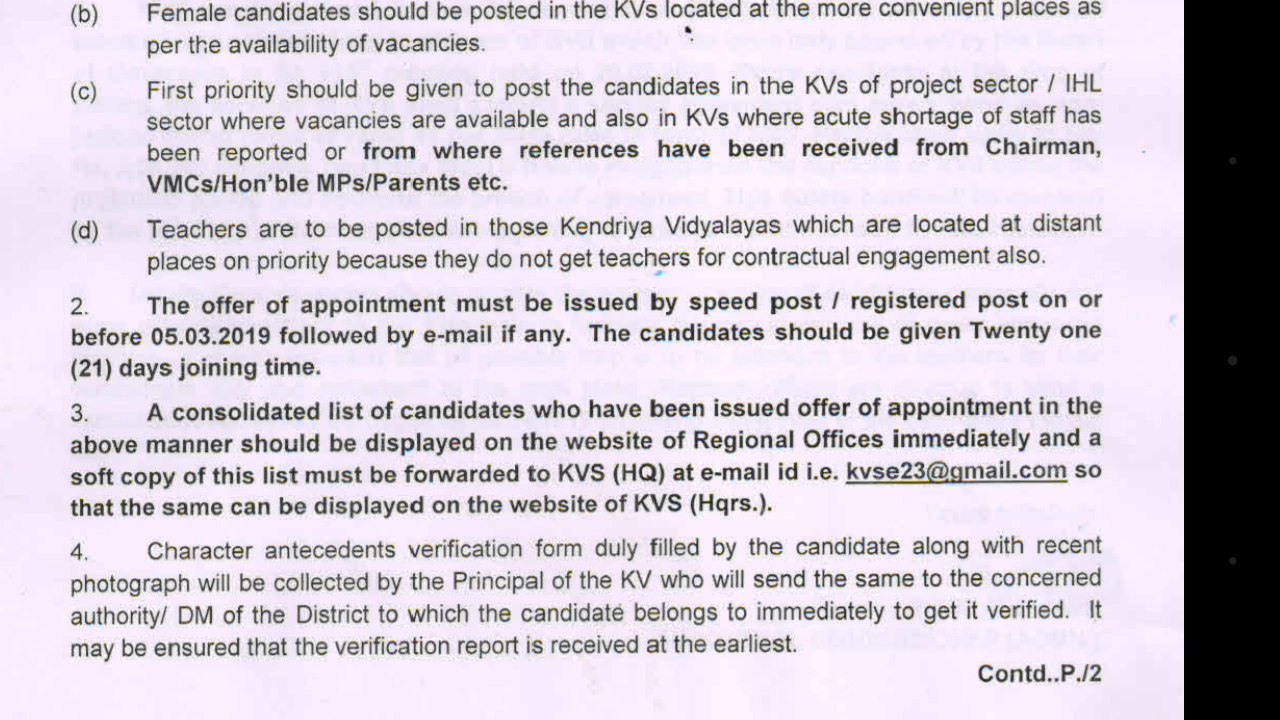 (b) Female candidates should be posted in the KVs located at the more convenient places as
per the availability of vacancies.
(c) First priority should be given to post the candidates in the KVs of project sector / IHL
sector where vacancies are available and also in KVs where acute shortage of staff has
been reported or from where references have been received from Chairman,
VMCs/Hon'ble MPs/Parents etc.
(d) Teachers are to be posted in those Kendriya Vidyalayas which are located at distant
places on priority because they do not get teachers for contractual engagement also.
2. The offer of appointment must be issued by speed post / registered post on or
before 05.03.2019 followed by e-mail if any. The candidates should be given Twenty one
(21) days joining time.
3. A consolidated list of candidates who have been issued offer of appointment in the
above manner should be displayed on the website of Regional Offices immediately and a
soft copy of this list must be forwarded to KVS (HQ) at e-mail id i.e. kvse23@gmail.com so
that the same can be displayed on the website of KVS (Hqrs.).
4. Character antecedents verification form duly filled by the candidate along with recent
photograph will be collected by the Principal of the KV who will send the same to the concerned
authority/ DM of the District to which the candidate belongs to immediately to get it verified. It
may be ensured that the verification report is received at the earliest.
Contd..P./2